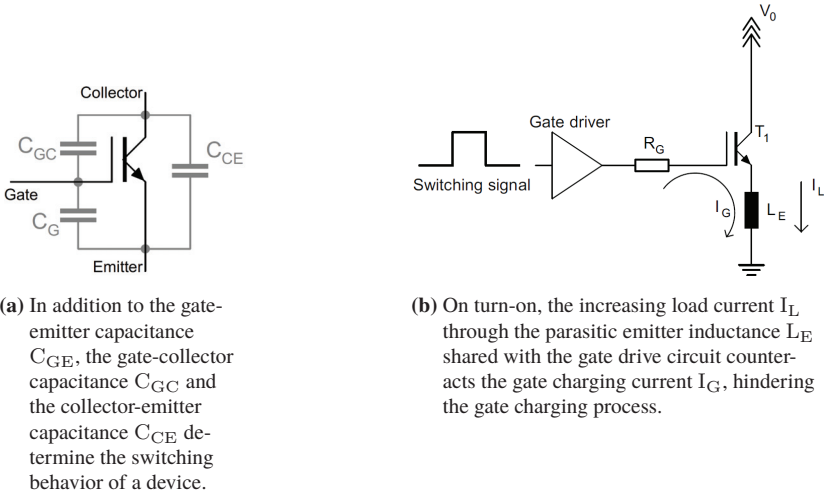 Collector
C_GC
C_CE
Gate
C_G
Emitter
V_0
Gate driver
R_G
T_1
Switching signal
I_G
L_E
I_L
(a) In addition to the gate-
emitter capacitance
C_GE, the gate-collector
capacitance C_GC and
the collector-emitter
capacitance C_CE de-
termine the switching
behavior of a device.
(b) On turn-on, the increasing load current I_L
through the parasitic emitter inductance L_E
shared with the gate drive circuit counter-
acts the gate charging current I_G, hindering
the gate charging process.